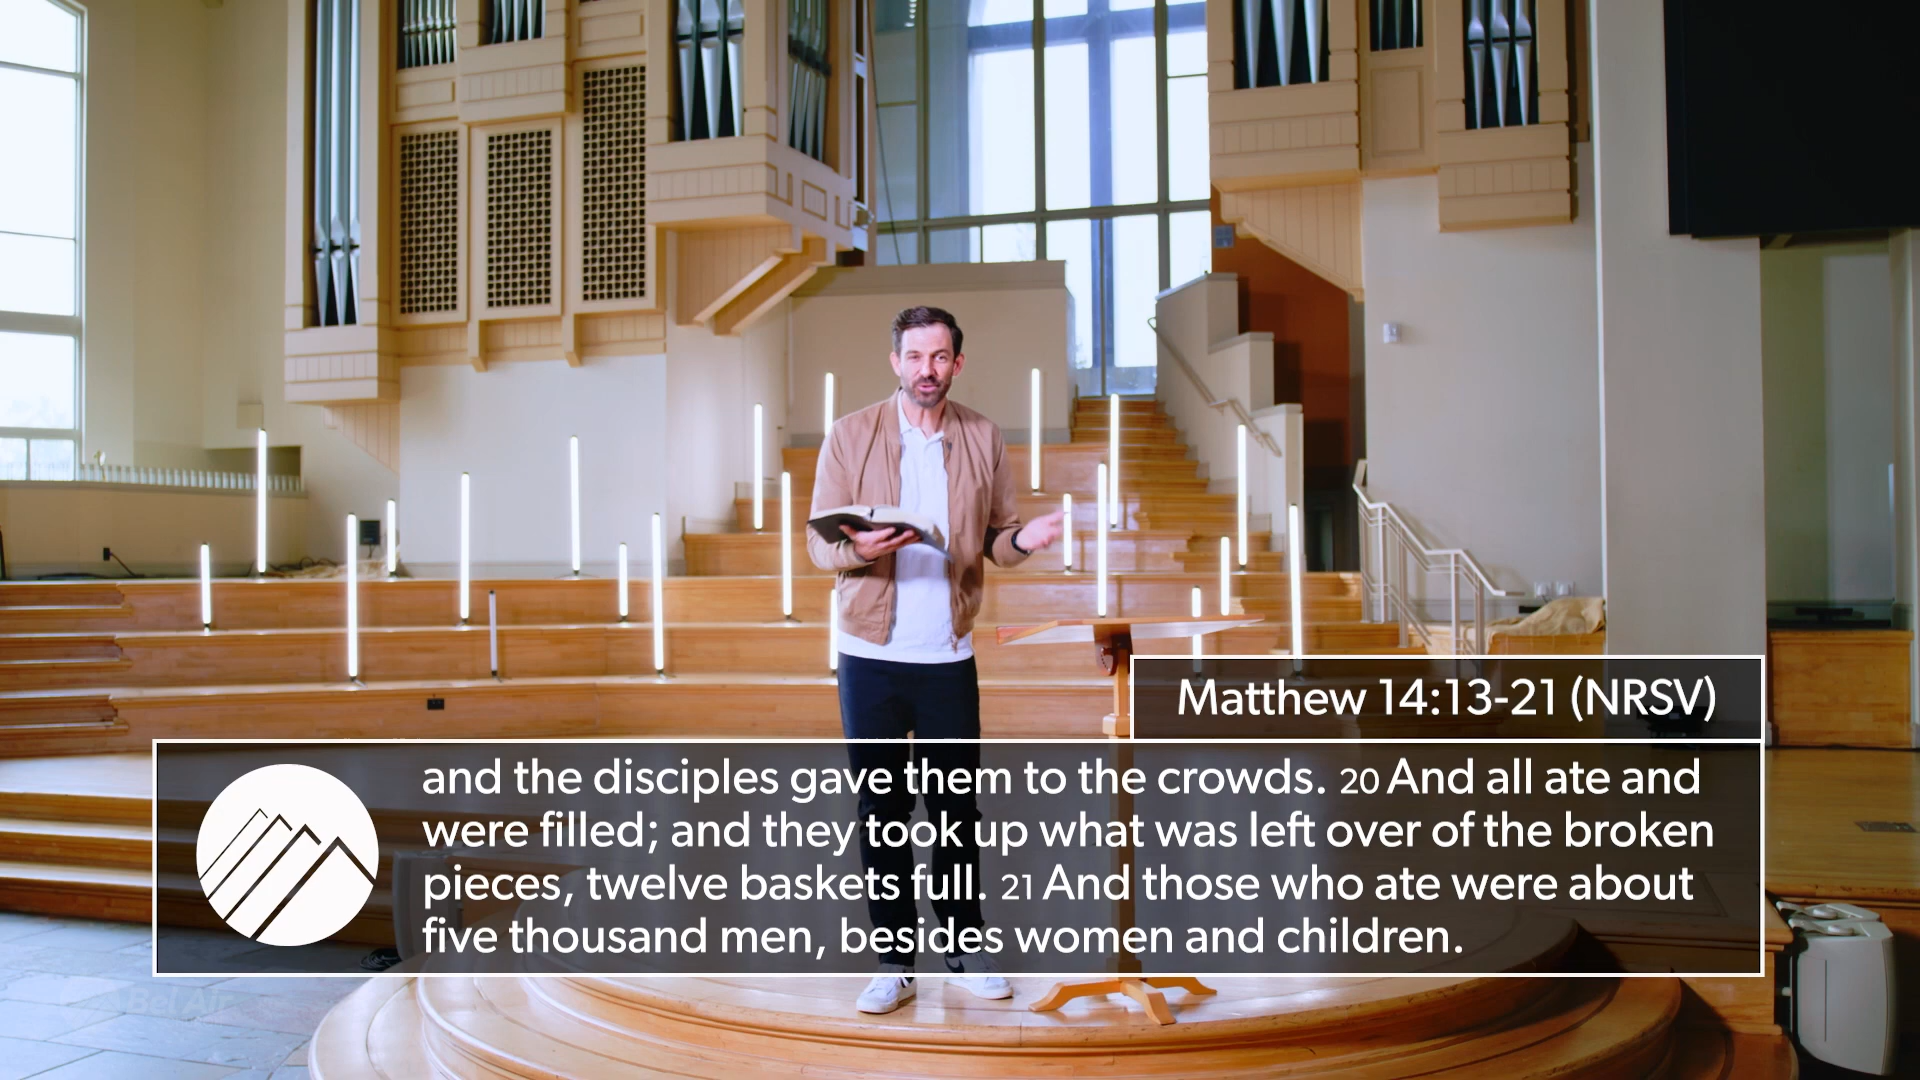 Matthew 14:13-21 (NRSV)
and the disciples gave them to the crowds. 20 And all ate and
were filled; and they took up what was left over of the broken
pieces, twelve baskets full. 21 And those who ate were about
five thousand men, besides women and children.
Bel Air